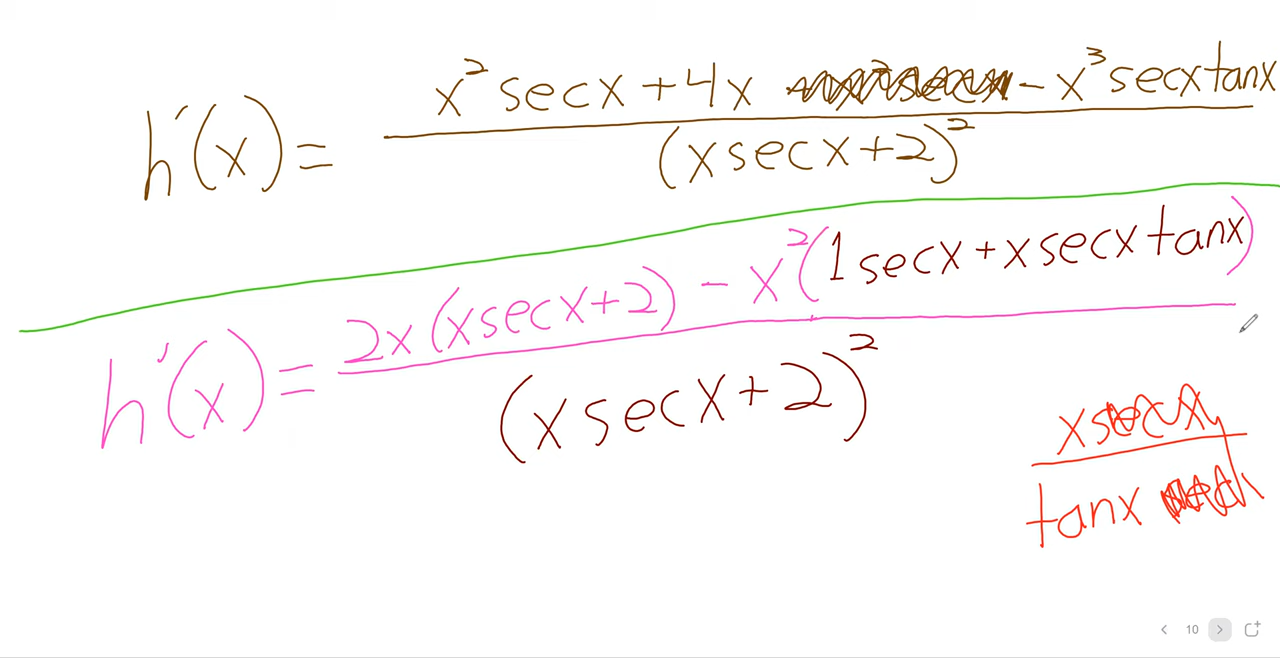 h'(x) = x² sec x + 4x - x³ sec x tan x
(x sec x + 2)²
h'(x) = 2x (x sec x + 2) - x² (1 sec x + x sec x tan x)
(x sec x + 2)²
tan x
10